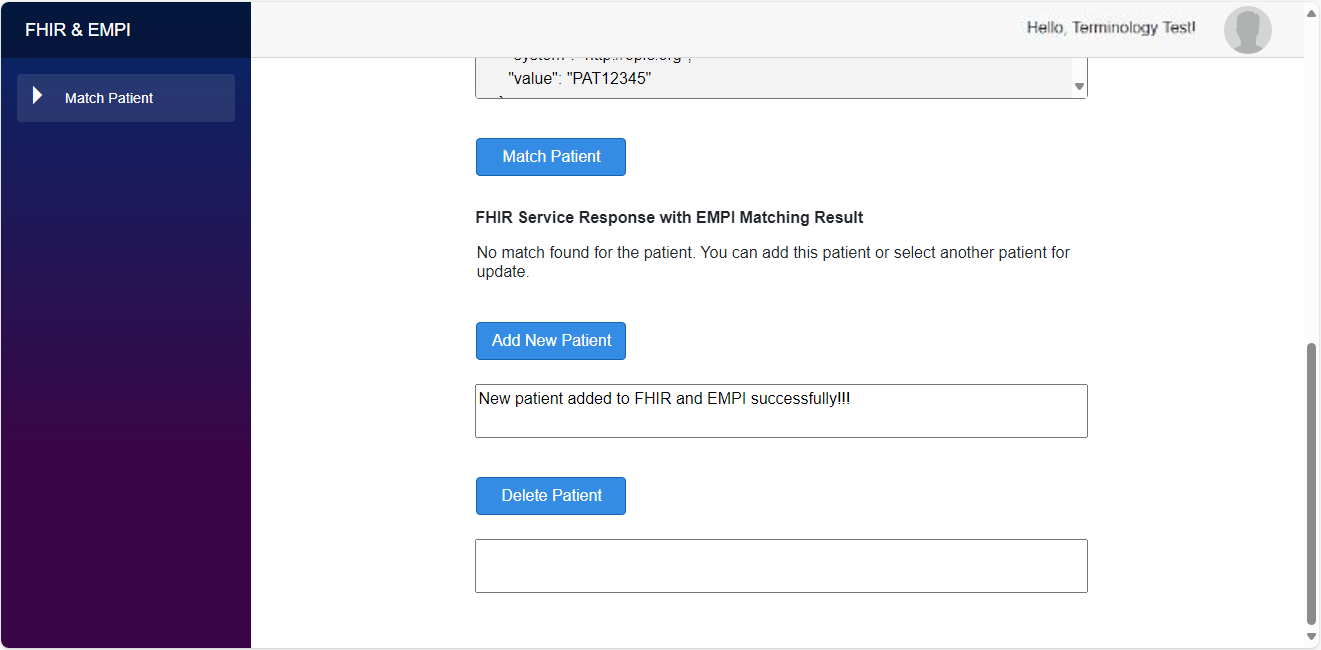 FHIR & EMPI
Hello, Terminology Test!
Match Patient
"value": "PAT12345"
Match Patient
FHIR Service Response with EMPI Matching Result
No match found for the patient. You can add this patient or select another patient for
update.
Add New Patient
New patient added to FHIR and EMPI successfully!!!
Delete Patient